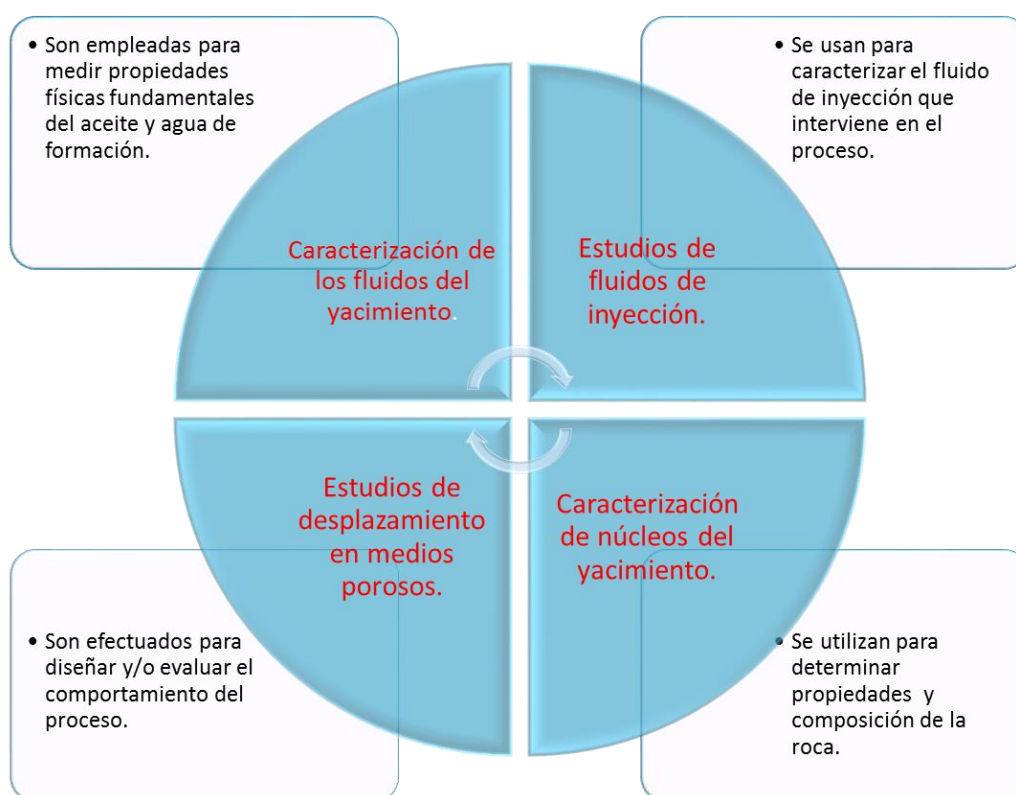 • Son empleadas para
medir propiedades
físicas fundamentales
del aceite y agua de
formación.
• Se usan para
caracterizar el fluido
de inyección que
interviene en el
proceso.
Caracterización de
los fluidos del
yacimiento.
Estudios de
fluidos de
inyección.
Estudios de
desplazamiento
en medios
porosos.
Caracterización
de núcleos del
yacimiento.
• Son efectuados para
diseñar y/o evaluar el
comportamiento del
proceso.
• Se utilizan para
determinar
propiedades y
composición de la
roca.